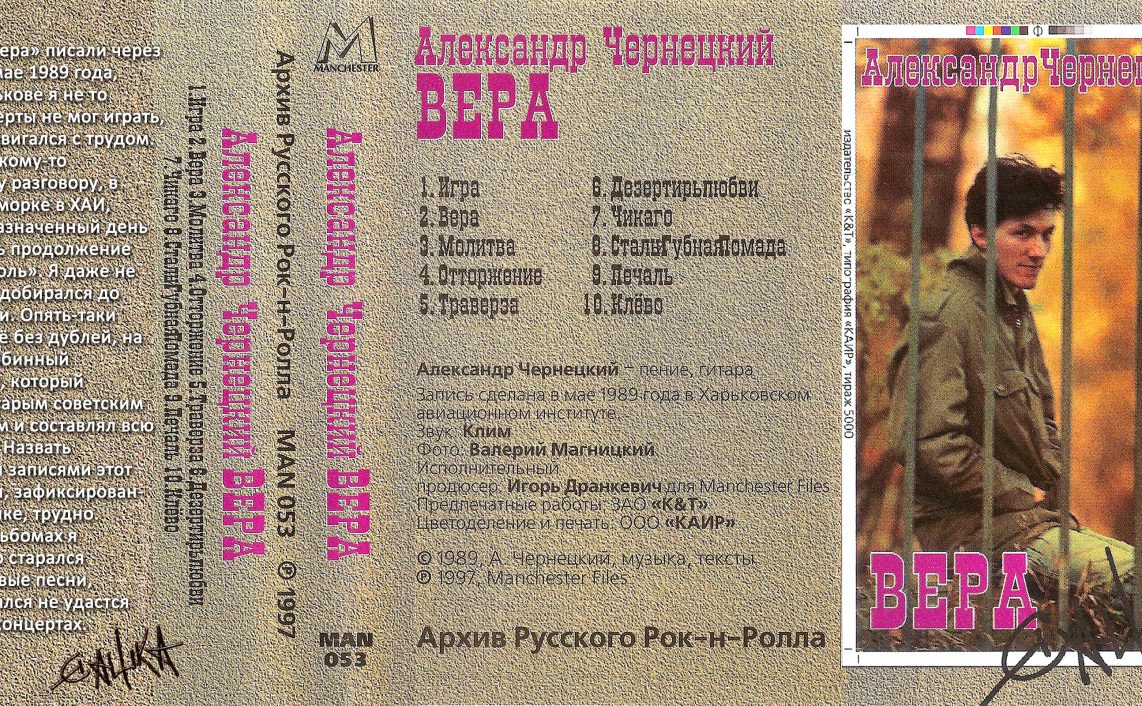 ера» писали через
мае 1989 года,
ькове я не то
ерты не мог играть,
вигался с трудом.
кому-то
у разговору, в
морке в ХАИ,
азначенный день
ь продолжение
оль». Я даже не
добирался до
и. Опять-таки
е без дублей, на
бинный
, который
тарым советским
м и составлял всю
Назвать
и записями этот
, зафиксирован-
ке, трудно.
ьбомах я
о старался
вые песни,
ался не удастся
концертах.
Сашка
1. Игра 2. Вера 3. Молитва 4. Отторжение 5. Траверза 6. Дезертирылюбви
7. Чикаго 8. СтальГубнаяПомада 9. Печаль 10. Клёво
Александр Чернецкий ВЕРА
Архив Русского Рок-н-Ролла MAN 053 ℗ 1997
MANCHESTER
Александр Чернецкий ВЕРА
MAN
053
Александр Чернецкий
ВЕРА
1. Игра
2. Вера
3. Молитва
4. Отторжение
5. Траверза
6. Дезертирылюбви
7. Чикаго
8. СтальГубнаяПомада
9. Печаль
10. Клёво
Александр Чернецкий – пение, гитара
Запись сделана в мае 1989 года в Харьковском
авиационном институте.
Звук: Клим
Фото: Валерий Магницкий
Исполнительный
продюсер: Игорь Дранкевич для Manchester Files
Предпечатные работы: ЗАО «К&Т»
Цветоделение и печать: ООО «КАИР»
© 1989, А. Чернецкий, музыка, тексты
℗ 1997, Manchester Files
Архив Русского Рок-н-Ролла
издательство «К&Т», типография «КАИР», тираж 5000
Александр Чернец
ВЕРА